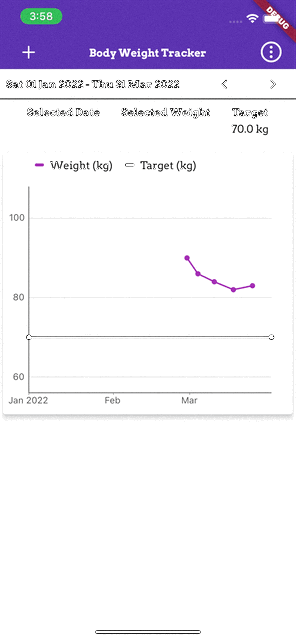 3:58
DEBUG
Body Weight Tracker
Sat 01 Jan 2022 - Thu 31 Mar 2022
Selected Date Selected Weight Target
70.0 kg
Weight (kg) Target (kg)
100
80
60
Jan 2022 Feb Mar